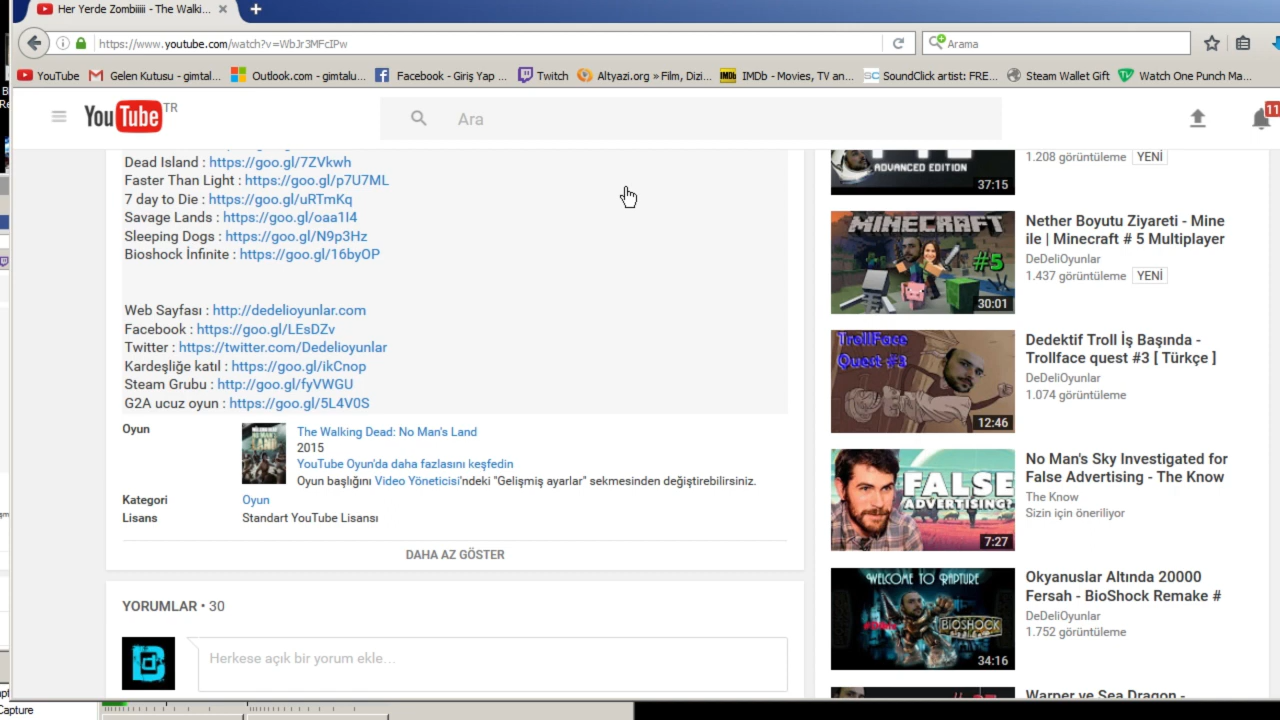 Her Yerde Zombiiii - The Walki...
https://www.youtube.com/watch?v=WbJr3MFcIPw
Arama
YouTube
Gelen Kutusu - gimtal...
Outlook.com - gimtalu...
Facebook - Giriş Yap ...
Twitch
Altyazi.org » Film, Dizi...
IMDb - Movies, TV an...
SoundClick artist: FRE...
Steam Wallet Gift
Watch One Punch Ma...
YouTube TR
Ara
11
Dead Island : https://goo.gl/7ZVkwh
Faster Than Light : https://goo.gl/p7U7ML
7 day to Die : https://goo.gl/uRTmKq
Savage Lands : https://goo.gl/oaa1I4
Sleeping Dogs : https://goo.gl/N9p3Hz
Bioshock İnfinite : https://goo.gl/16byOP
Web Sayfası : http://dedelioyunlar.com
Facebook : https://goo.gl/LEsDZv
Twitter : https://twitter.com/Dedelioyunlar
Kardeşliğe katıl : https://goo.gl/ikCnop
Steam Grubu : http://goo.gl/fyVWGU
G2A ucuz oyun : https://goo.gl/5L4V0S
Oyun
The Walking Dead: No Man's Land
2015
YouTube Oyun'da daha fazlasını keşfedin
Oyun başlığını Video Yöneticisi'ndeki "Gelişmiş ayarlar" sekmesinden değiştirebilirsiniz.
Kategori
Oyun
Lisans
Standart YouTube Lisansı
DAHA AZ GÖSTER
YORUMLAR • 30
Herkese açık bir yorum ekle...
ADVANCED EDITION
37:15
1.208 görüntüleme YENİ
MINECRAFT
#5
30:01
Nether Boyutu Ziyareti - Mine
ile | Minecraft # 5 Multiplayer
DeDeliOyunlar
1.437 görüntüleme YENİ
TrollFace
Quest #3
12:46
Dedektif Troll İş Başında -
Trollface quest #3 [ Türkçe ]
DeDeliOyunlar
1.074 görüntüleme
FALSE
ADVERTISING?
7:27
No Man's Sky Investigated for
False Advertising - The Know
The Know
Sizin için öneriliyor
WELCOME TO RAPTURE
BIOSHOCK
34:16
Okyanuslar Altında 20000
Fersah - BioShock Remake #
DeDeliOyunlar
1.752 görüntüleme
Warper ve Sea Dragon -
Capture